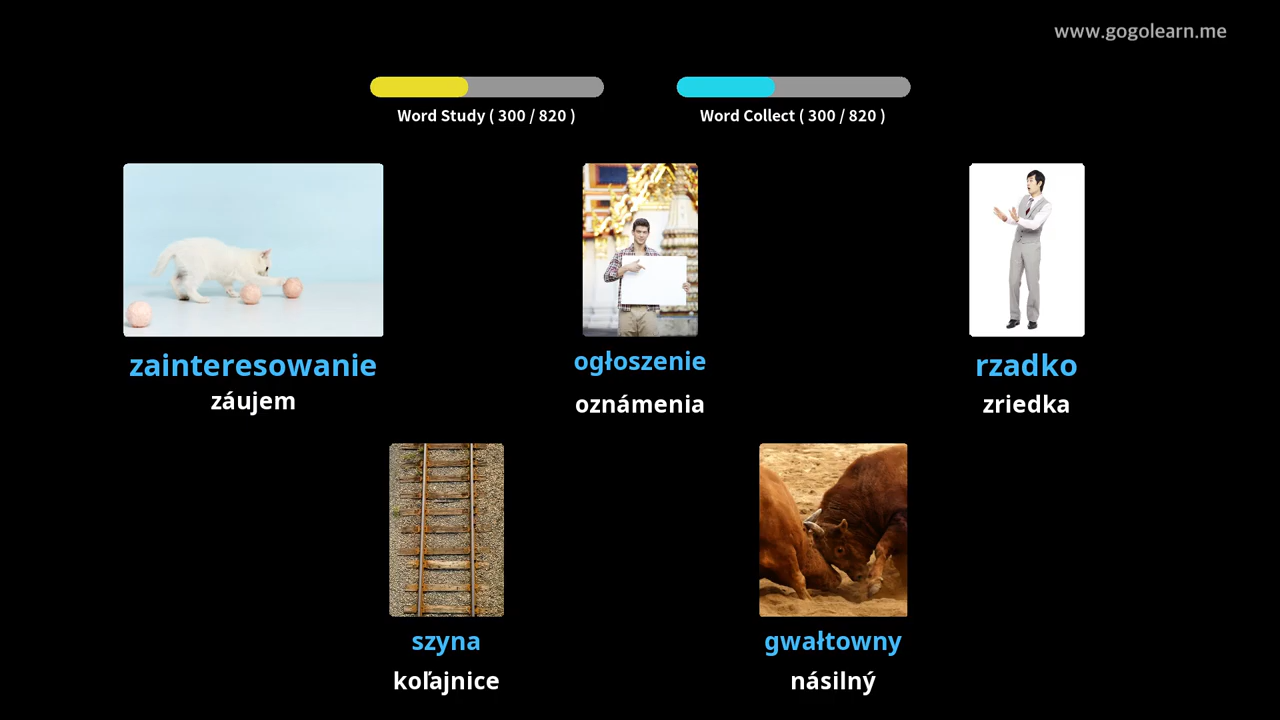 www.gogolearn.me
Word Study ( 300 / 820 )
Word Collect ( 300 / 820 )
zainteresowanie
záujem
ogłoszenie
oznámenia
rzadko
zriedka
szyna
koľajnice
gwałtowny
násilný